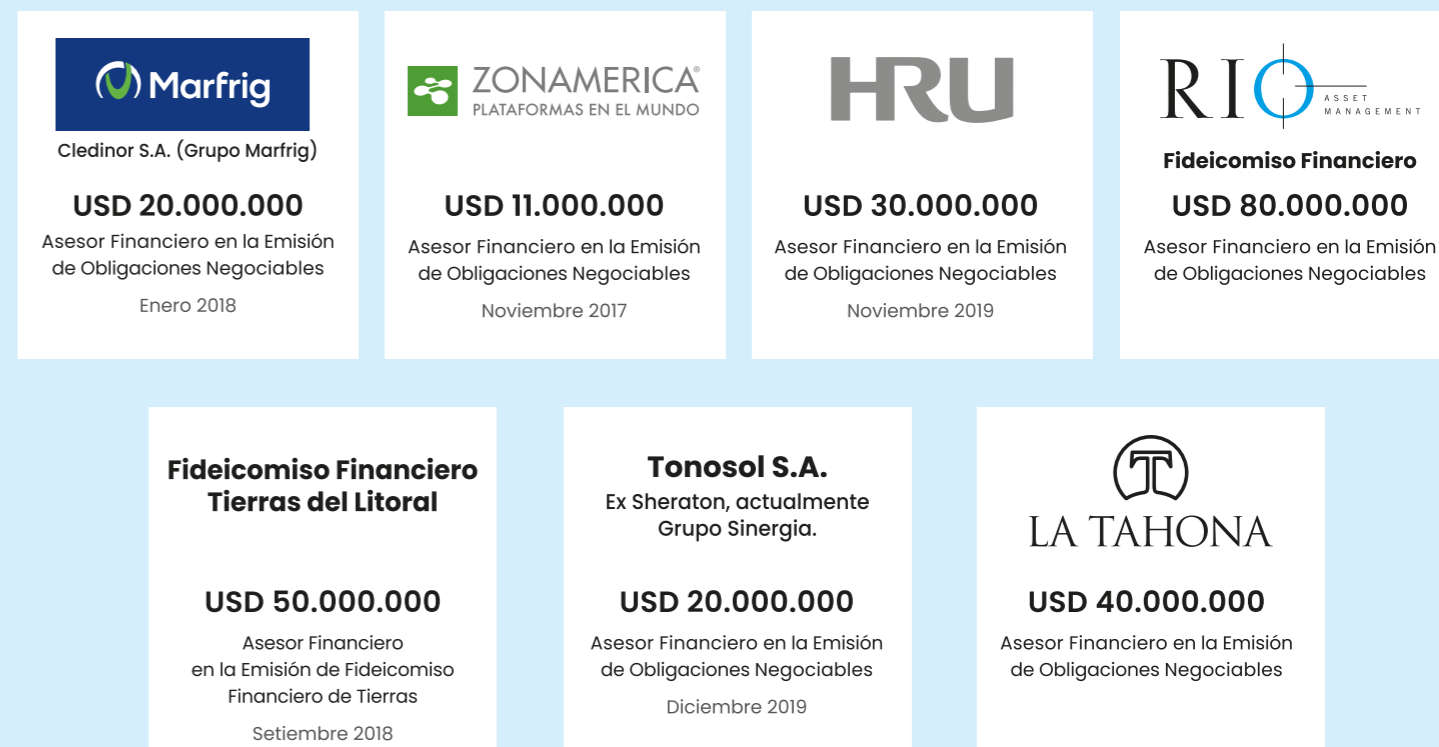 Marfrig
Cledinor S.A. (Grupo Marfrig)
USD 20.000.000
Asesor Financiero en la Emisión
de Obligaciones Negociables
Enero 2018
ZONAMERICA®
PLATAFORMAS EN EL MUNDO
USD 11.000.000
Asesor Financiero en la Emisión
de Obligaciones Negociables
Noviembre 2017
HRU
USD 30.000.000
Asesor Financiero en la Emisión
de Obligaciones Negociables
Noviembre 2019
RIO
ASSET
MANAGEMENT
Fideicomiso Financiero
USD 80.000.000
Asesor Financiero en la Emisión
de Obligaciones Negociables
Fideicomiso Financiero
Tierras del Litoral
USD 50.000.000
Asesor Financiero
en la Emisión de Fideicomiso
Financiero de Tierras
Setiembre 2018
Tonosol S.A.
Ex Sheraton, actualmente
Grupo Sinergia.
USD 20.000.000
Asesor Financiero en la Emisión
de Obligaciones Negociables
Diciembre 2019
LA TAHONA
USD 40.000.000
Asesor Financiero en la Emisión
de Obligaciones Negociables